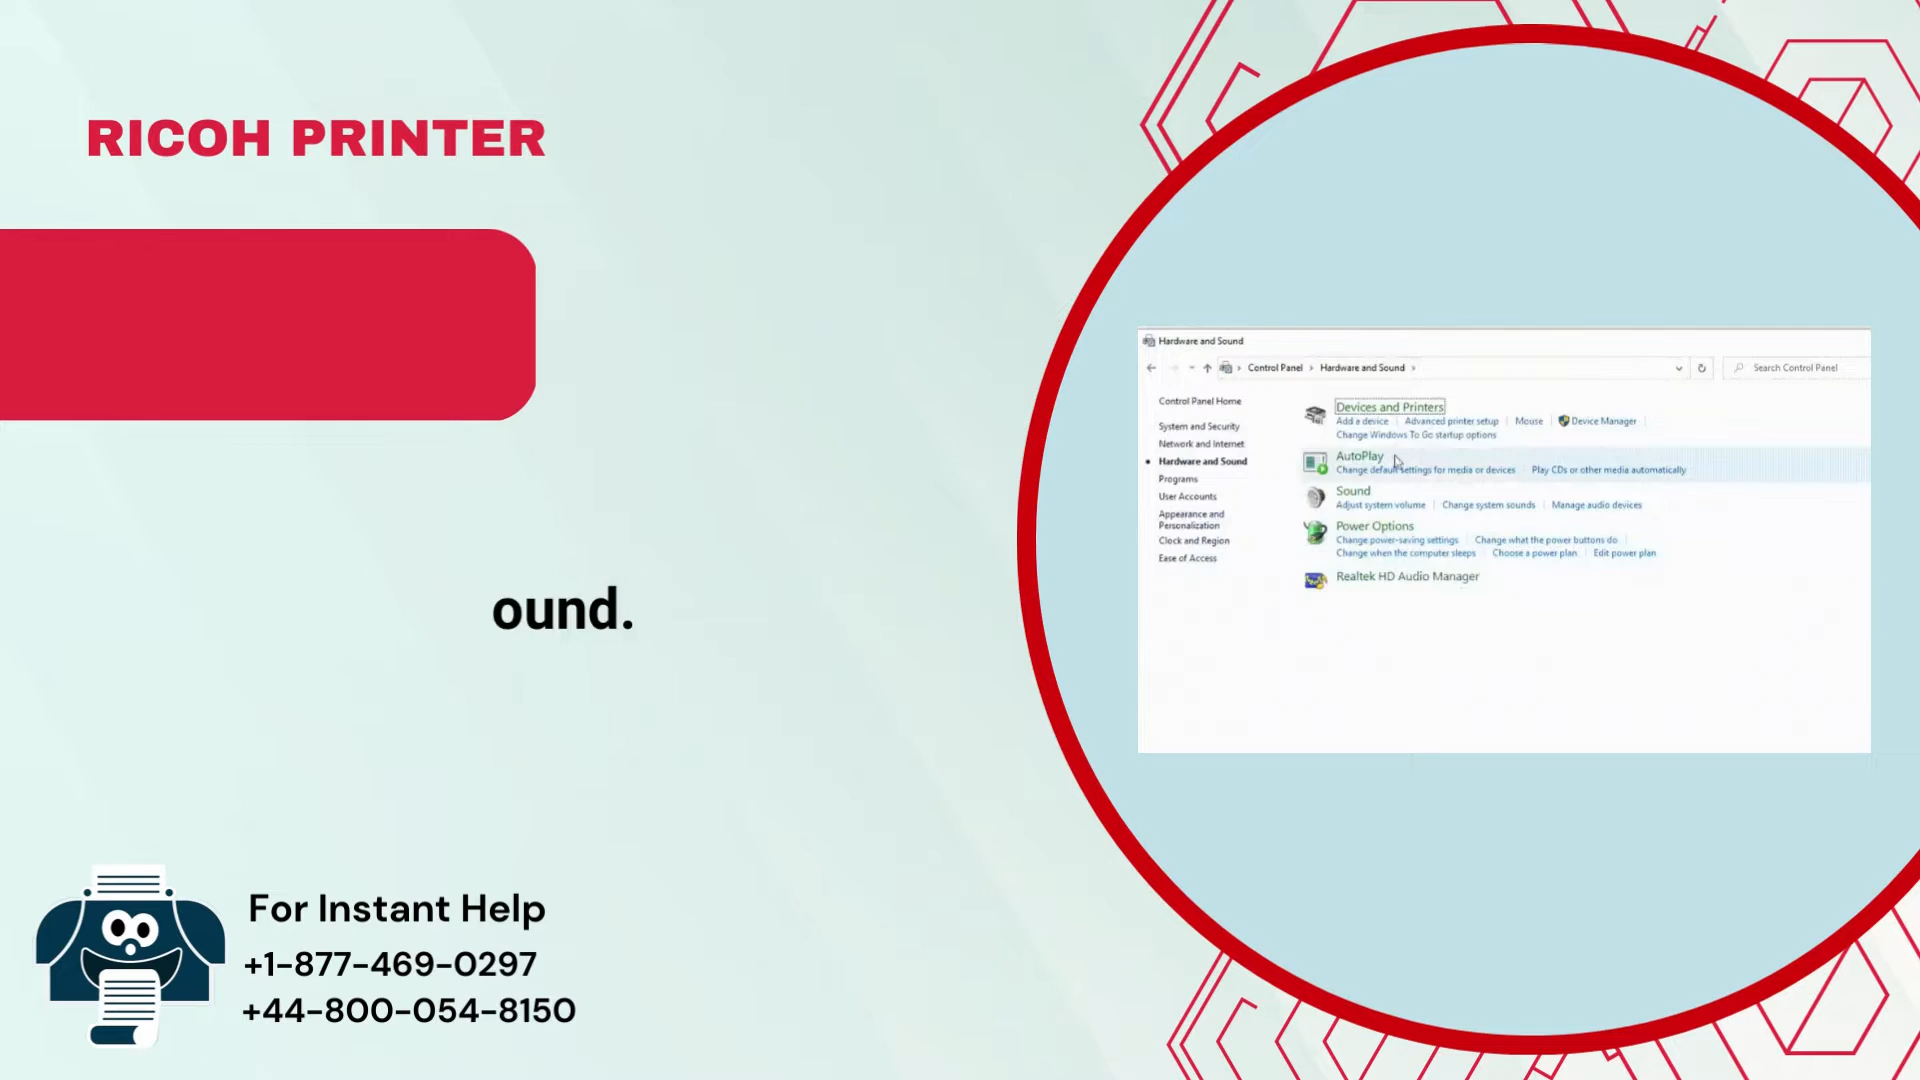 RICOH PRINTER
ound.
For Instant Help
+1-877-469-0297
+44-800-054-8150
Hardware and Sound
Control Panel > Hardware and Sound >
Search Control Panel
Control Panel Home
System and Security
Network and Internet
Hardware and Sound
Programs
User Accounts
Appearance and
Personalization
Clock and Region
Ease of Access
Devices and Printers
Add a device | Advanced printer setup | Mouse | Device Manager
Change Windows To Go startup options
AutoPlay
Change default settings for media or devices | Play CDs or other media automatically
Sound
Adjust system volume | Change system sounds | Manage audio devices
Power Options
Change power-saving settings | Change what the power buttons do
Change when the computer sleeps | Choose a power plan | Edit power plan
Realtek HD Audio Manager